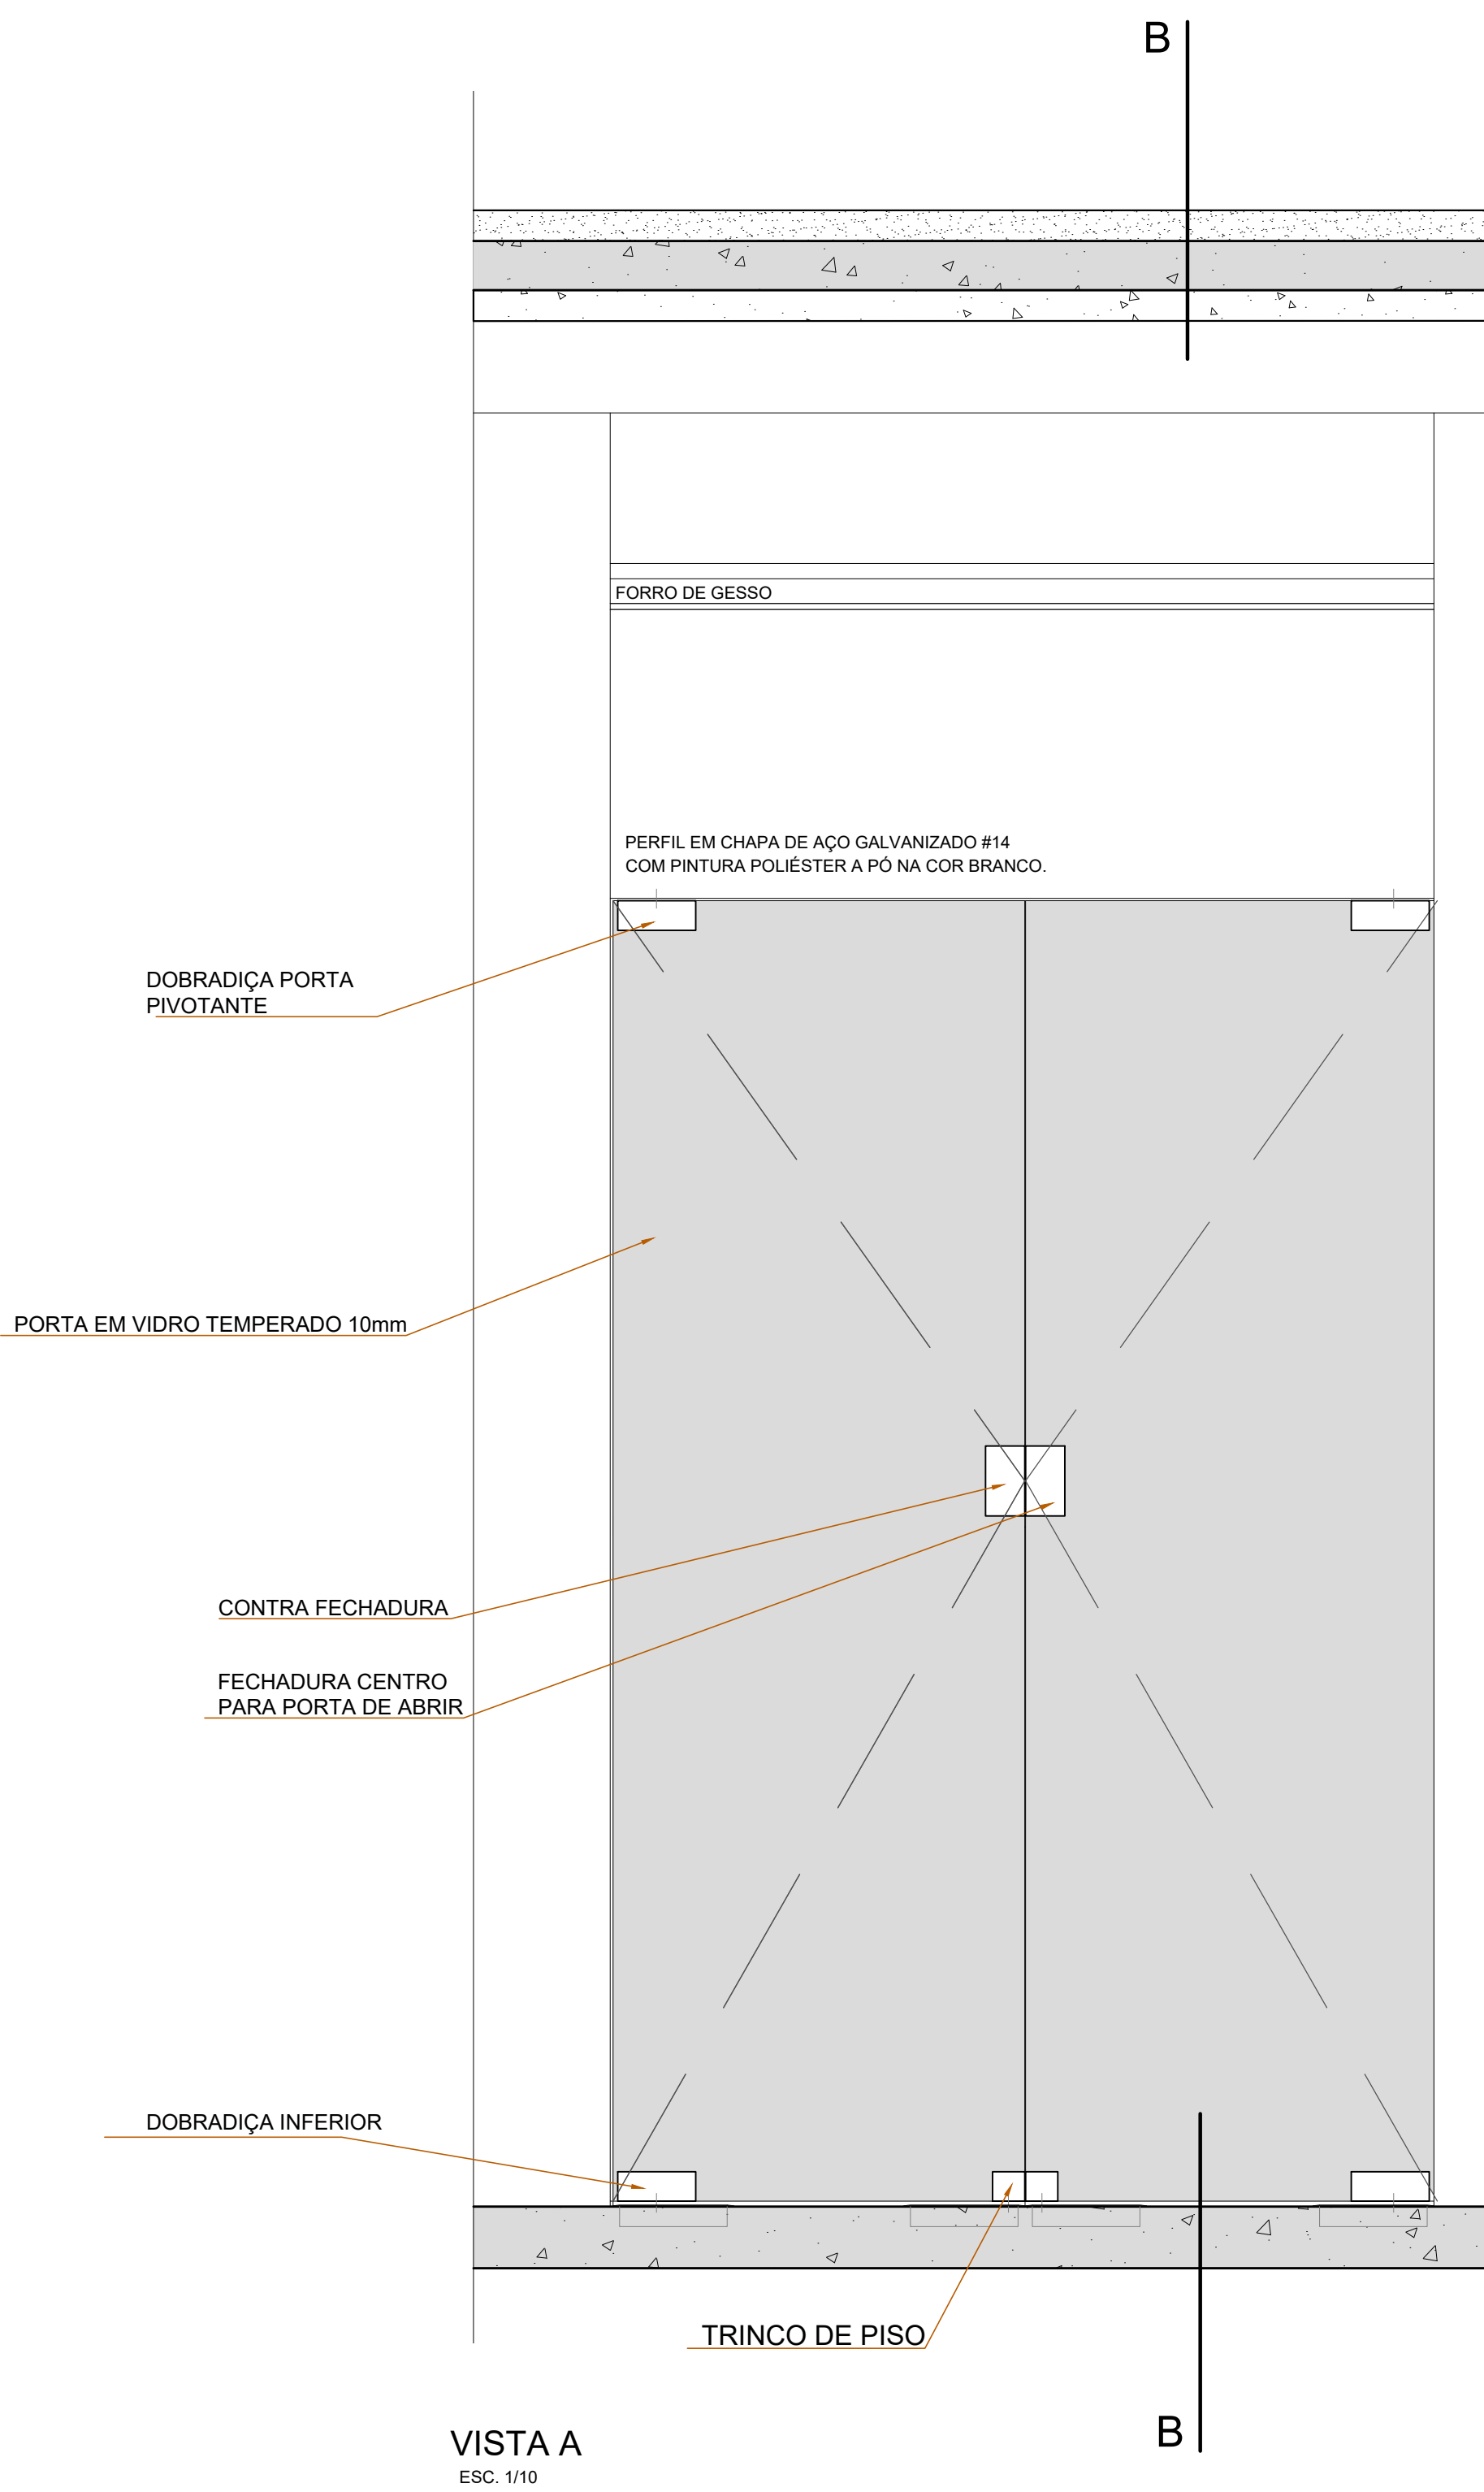 B
FORRO DE GESSO
PERFIL EM CHAPA DE AÇO GALVANIZADO #14
COM PINTURA POLIÉSTER A PÓ NA COR BRANCO.
DOBRADIÇA PORTA
PIVOTANTE
PORTA EM VIDRO TEMPERADO 10mm
CONTRA FECHADURA
FECHADURA CENTRO
PARA PORTA DE ABRIR
DOBRADIÇA INFERIOR
TRINCO DE PISO
B
VISTA A
ESC. 1/10